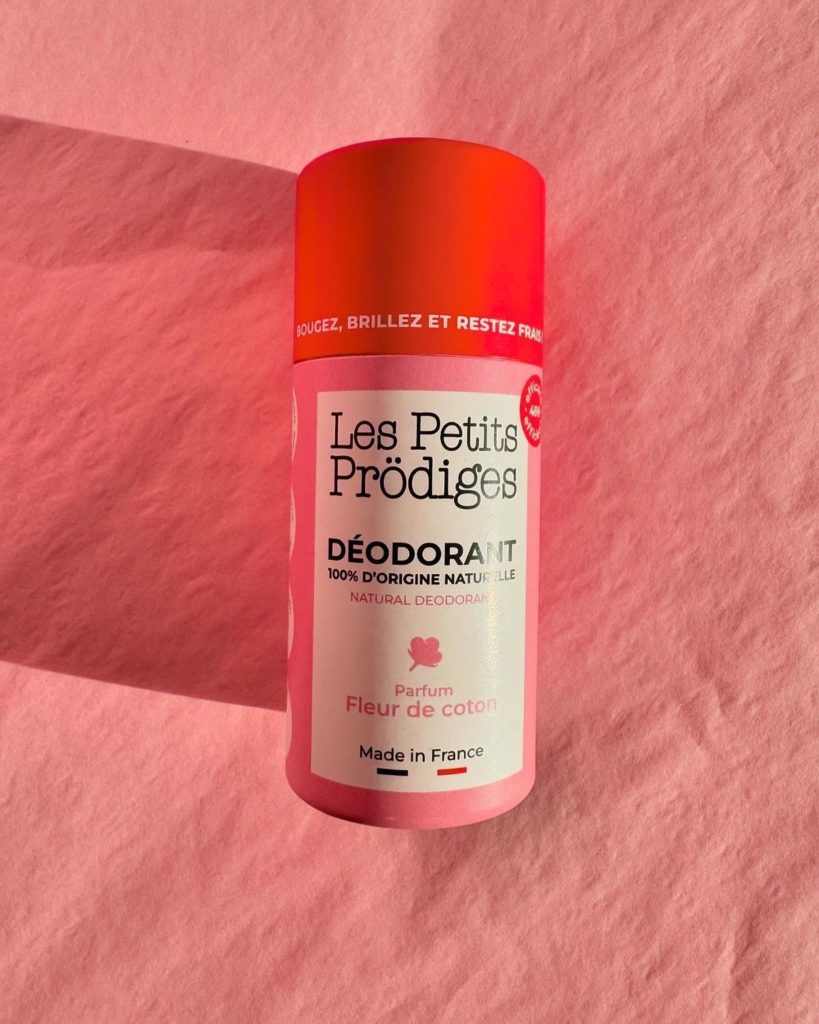 BOUGEZ, BRILLEZ ET RESTEZ FRAIS
48H
Les Petits
Prödiges
DÉODORANT
100% D'ORIGINE NATURELLE
NATURAL DEODORANT
Parfum
Fleur de coton
Made in France